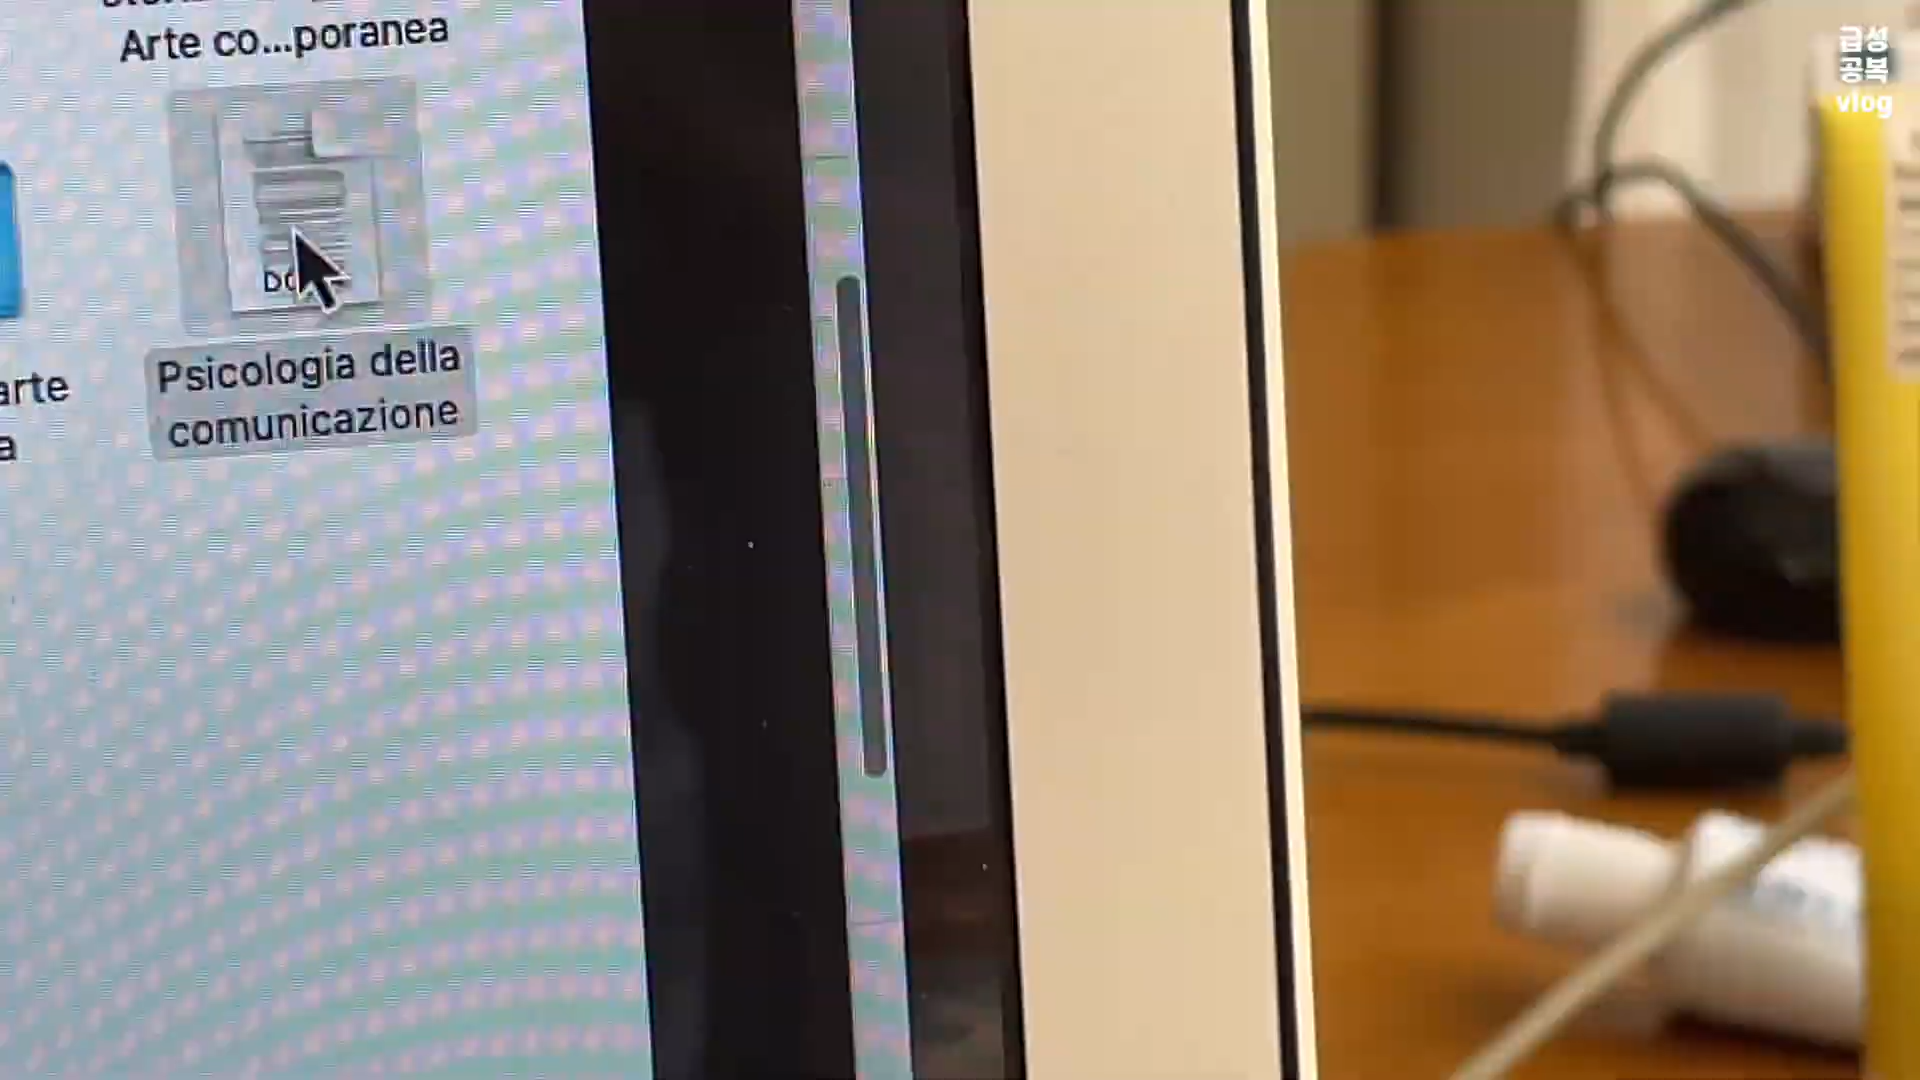 Arte co...poranea
Psicologia della
comunicazione
arte
a
급성
공복
vlog